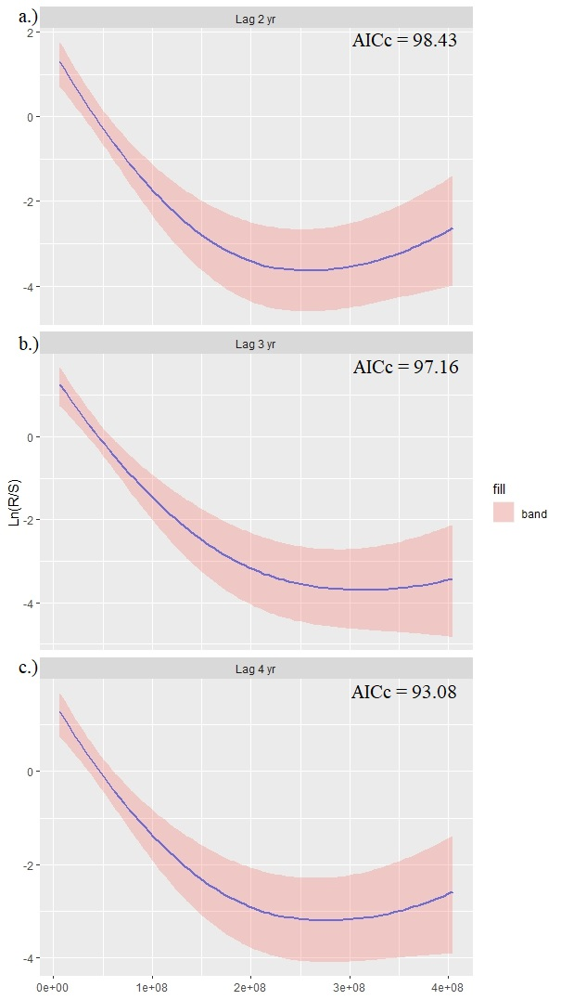 a.)
Lag 2 yr
AICc = 98.43
2
0
-2
-4
b.)
Lag 3 yr
AICc = 97.16
0
-2
-4
Ln(R/S)
fill
band
c.)
Lag 4 yr
AICc = 93.08
0
-2
-4
0e+00 1e+08 2e+08 3e+08 4e+08